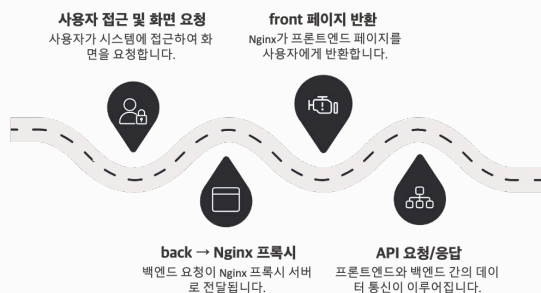 사용자 접근 및 화면 요청
사용자가 시스템에 접근하여 화
면을 요청합니다.
front 페이지 반환
Nginx가 프론트엔드 페이지를
사용자에게 반환합니다.
back → Nginx 프록시
백엔드 요청이 Nginx 프록시 서버
로 전달됩니다.
API 요청/응답
프론트엔드와 백엔드 간의 데이
터 통신이 이루어집니다.